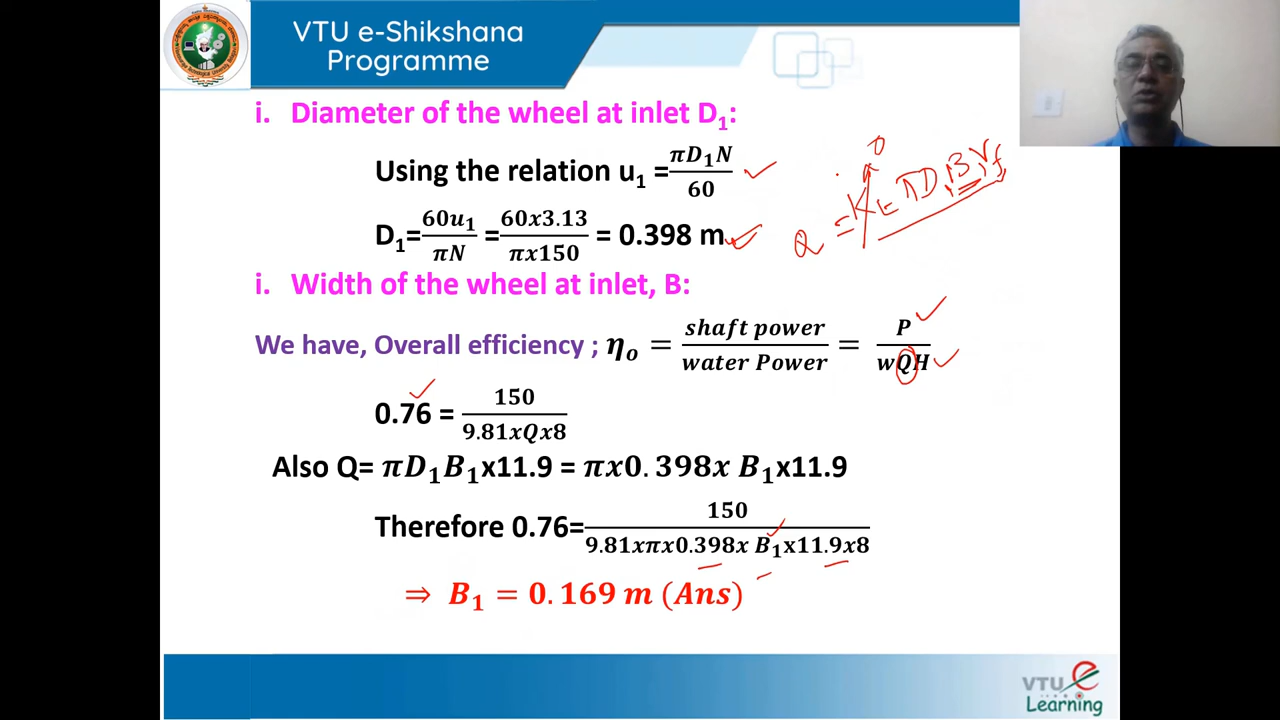 VTU e-Shikshana
Programme
i. Diameter of the wheel at inlet D₁:
Using the relation u₁ = πD₁N / 60
D₁ = 60u₁ / πN = 60x3.13 / πx150 = 0.398 m
Q = K πD₁B₁Vf
i. Width of the wheel at inlet, B:
We have, Overall efficiency ; ηₒ = shaft power / water Power = P / wQH
0.76 = 150 / 9.81xQx8
Also Q= πD₁B₁x11.9 = πx0.398x B₁x11.9
Therefore 0.76= 150 / 9.81xπx0.398x B₁x11.9x8
⇒ B₁ = 0.169 m (Ans)
VTU e
Learning